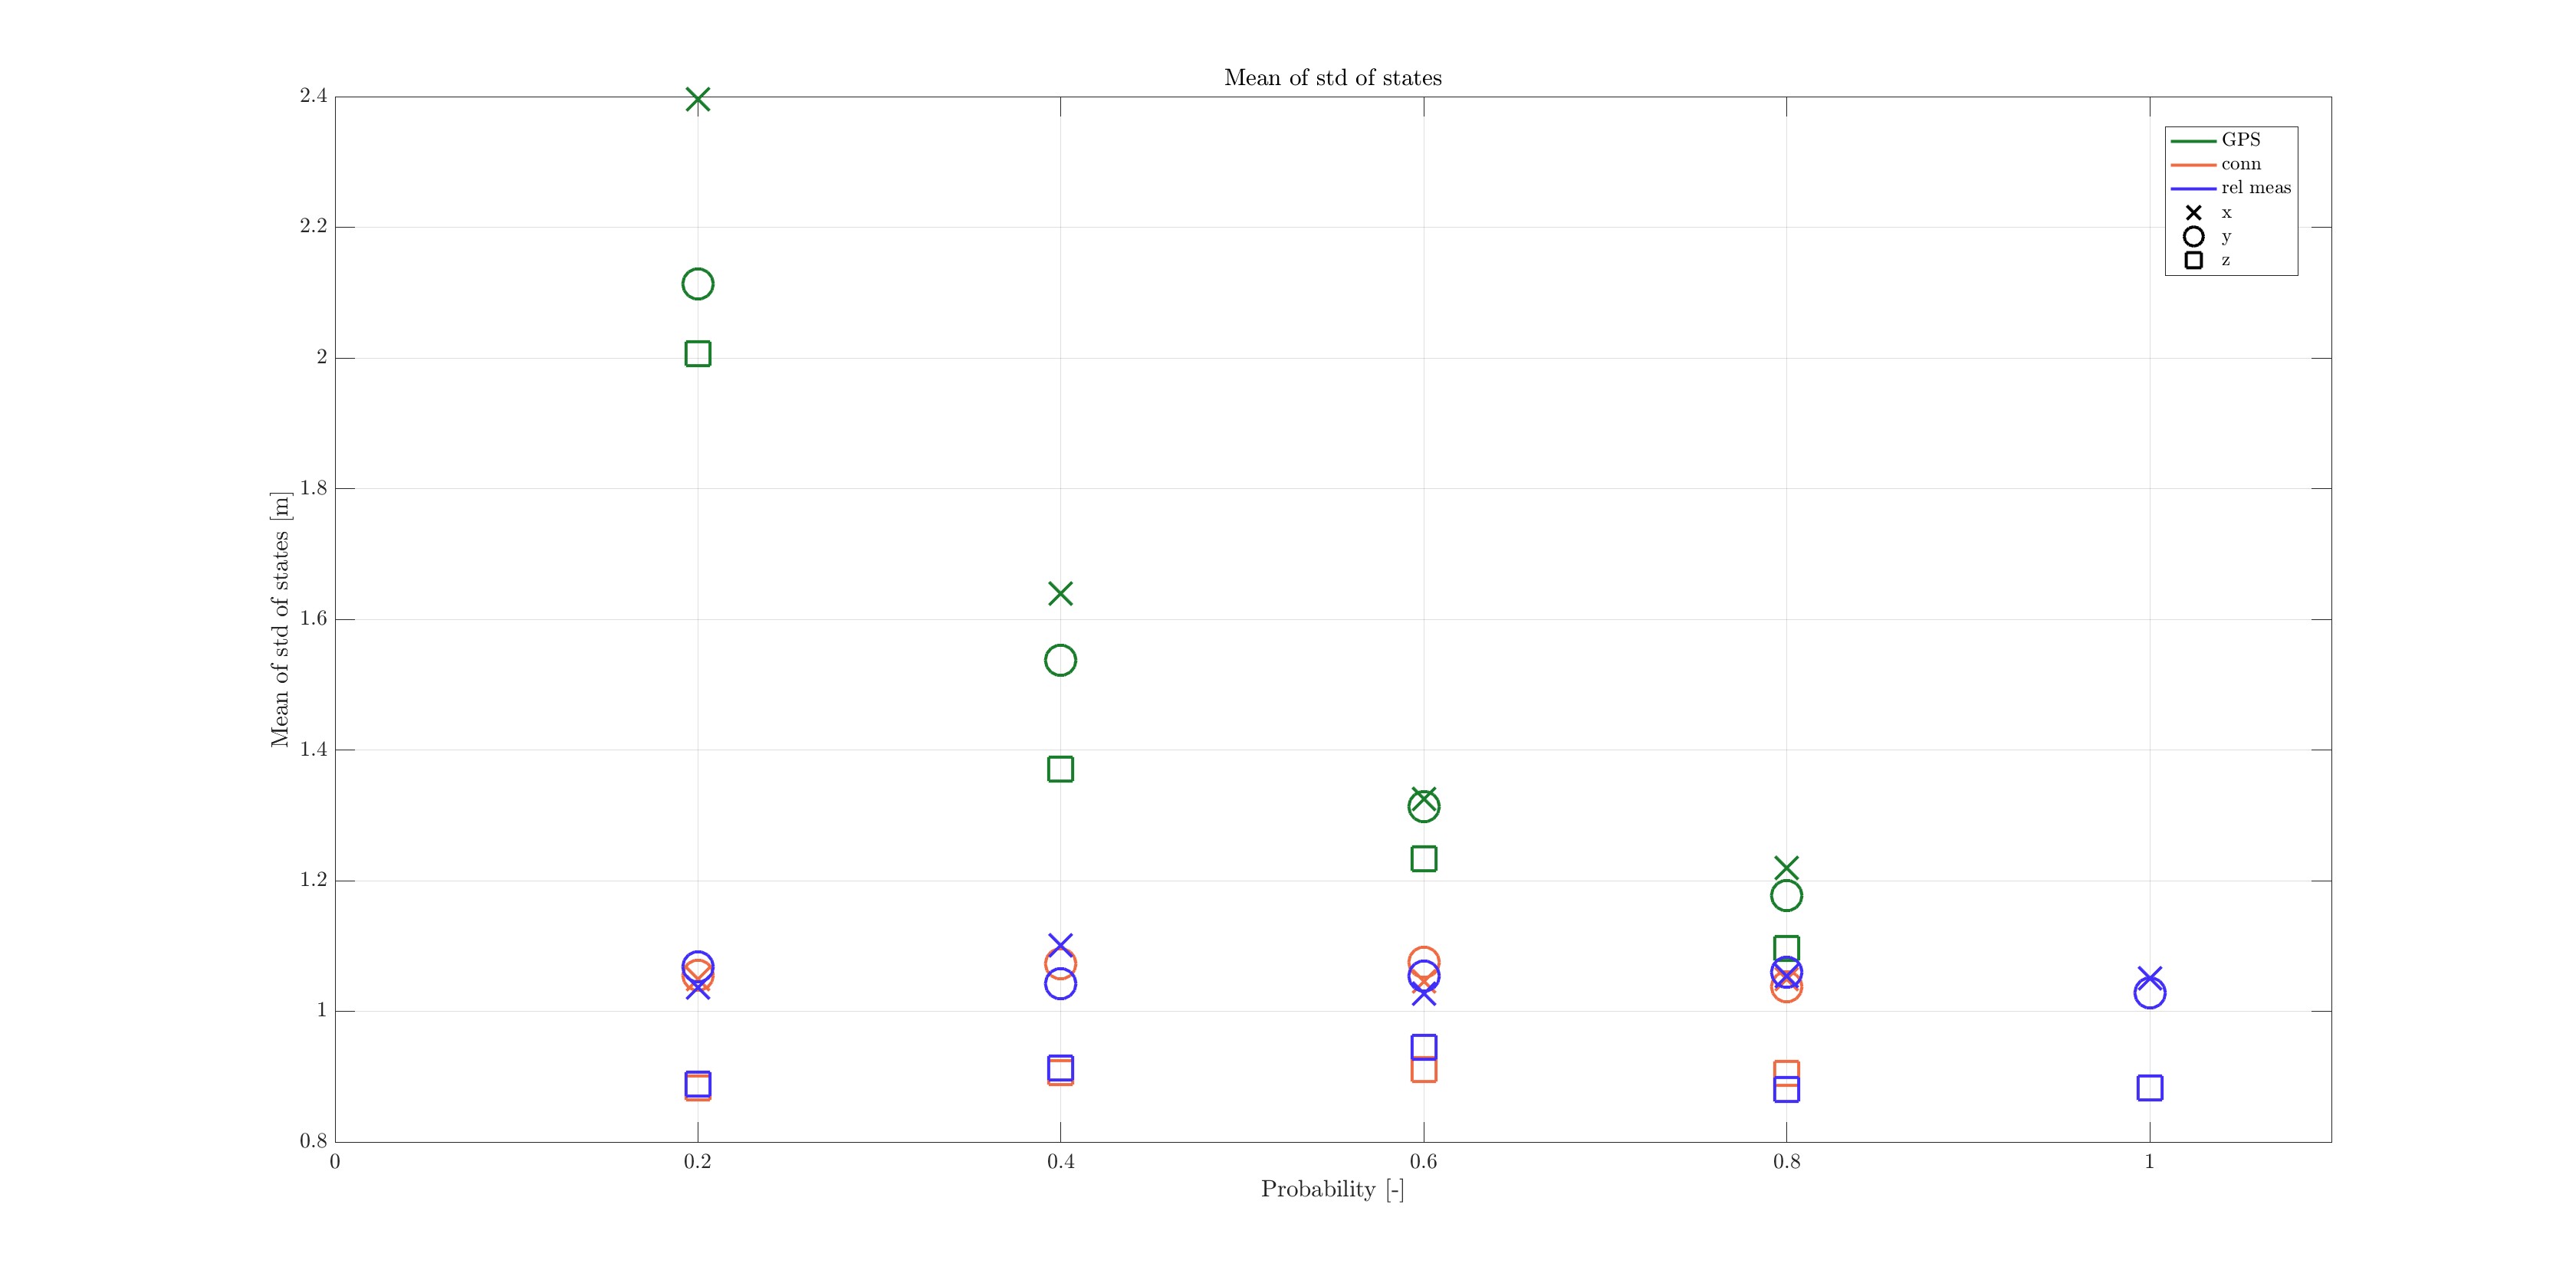 Mean of std of states
2.4
2.2
2
1.8
1.6
1.4
1.2
1
0.8
Mean of std of states [m]
GPS
conn
rel meas
x
y
z
0 0.2 0.4 0.6 0.8 1
Probability [-]